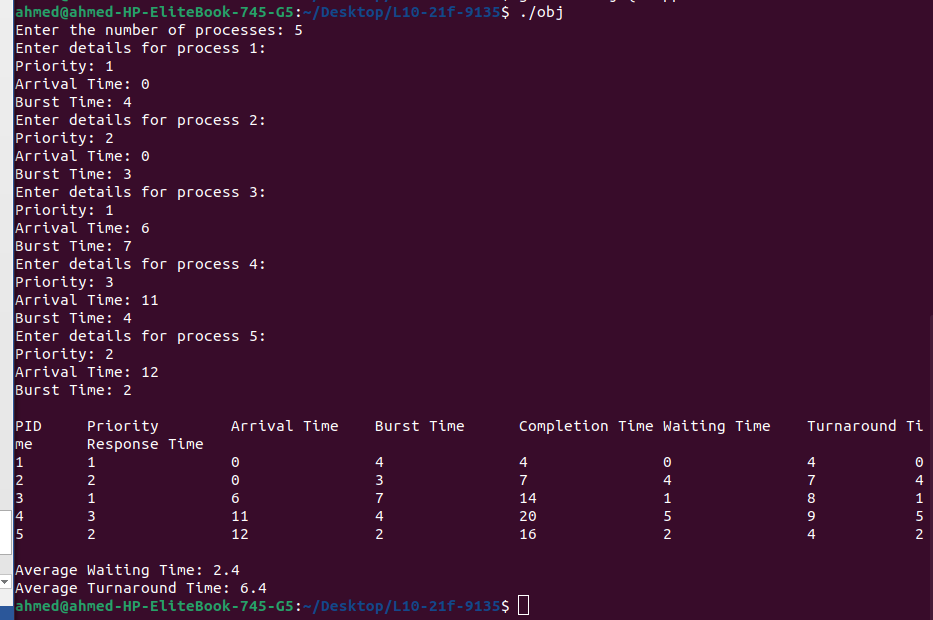 ahmed@ahmed-HP-EliteBook-745-G5:~/Desktop/L10-21f-9135$ ./obj
Enter the number of processes: 5
Enter details for process 1:
Priority: 1
Arrival Time: 0
Burst Time: 4
Enter details for process 2:
Priority: 2
Arrival Time: 0
Burst Time: 3
Enter details for process 3:
Priority: 1
Arrival Time: 6
Burst Time: 7
Enter details for process 4:
Priority: 3
Arrival Time: 11
Burst Time: 4
Enter details for process 5:
Priority: 2
Arrival Time: 12
Burst Time: 2
PID Priority Arrival Time Burst Time Completion Time Waiting Time Turnaround Ti
me Response Time
1 1 0 4 4 0 4 0
2 2 0 3 7 4 7 4
3 1 6 7 14 1 8 1
4 3 11 4 20 5 9 5
5 2 12 2 16 2 4 2
Average Waiting Time: 2.4
Average Turnaround Time: 6.4
ahmed@ahmed-HP-EliteBook-745-G5:~/Desktop/L10-21f-9135$